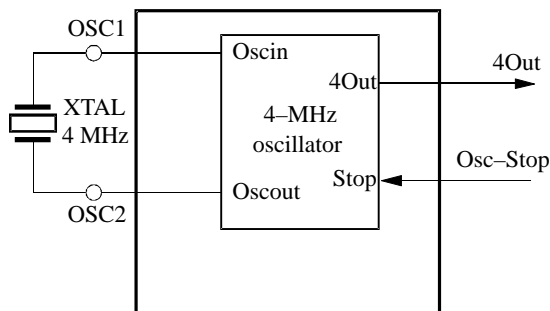 OSC1
Oscin
4Out
4Out
XTAL
4 MHz
4–MHz
oscillator
Osc–Stop
Stop
Oscout
OSC2